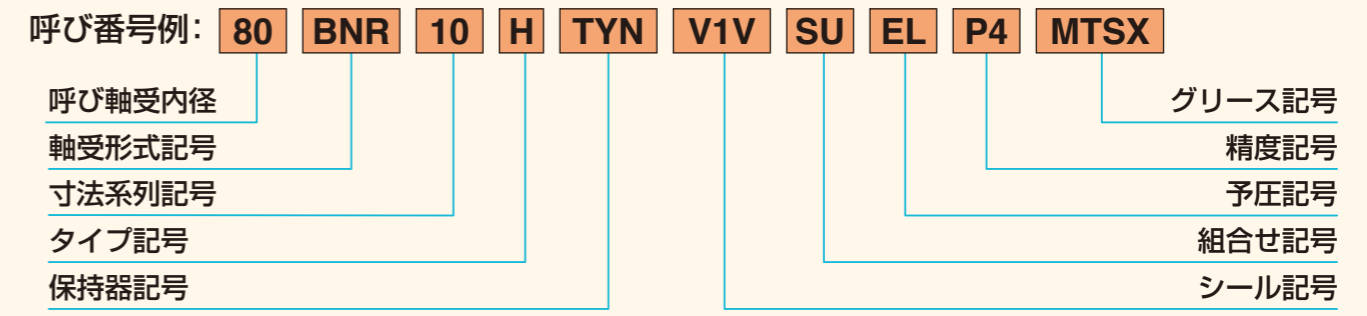 呼び番号例： 80 BNR 10 H TYN V1V SU EL P4 MTSX
呼び軸受内径 グリース記号
軸受形式記号 精度記号
寸法系列記号 予圧記号
タイプ記号 組合せ記号
保持器記号 シール記号